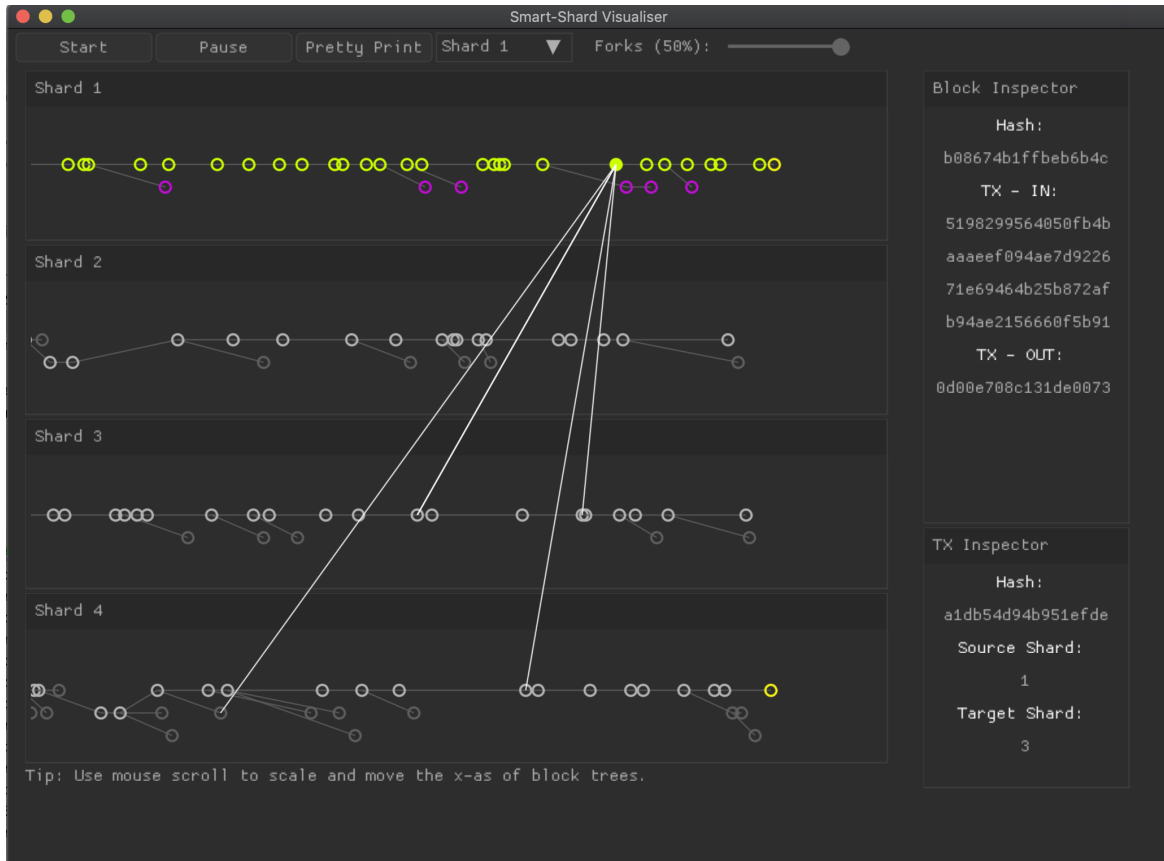 Smart-Shard Visualiser
Start
Pause
Pretty Print
Shard 1
Forks (50%):
Shard 1
Shard 2
Shard 3
Shard 4
Tip: Use mouse scroll to scale and move the x-as of block trees.
Block Inspector
Hash:
b08674b1ffbeb6b4c
TX - IN:
5198299564050fb4b
aaaeef094ae7d9226
71e69464b25b872af
b94ae2156660f5b91
TX - OUT:
0d00e708c131de0073
TX Inspector
Hash:
a1db54d94b951efde
Source Shard:
1
Target Shard:
3